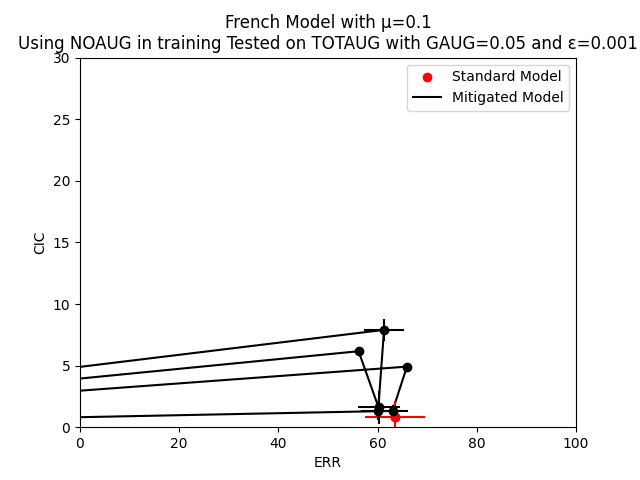 French Model with μ=0.1
Using NOAUG in training Tested on TOTAUG with GAUG=0.05 and ε=0.001
Standard Model
Mitigated Model
30
25
20
15
10
5
0
CIC
0 20 40 60 80 100
ERR